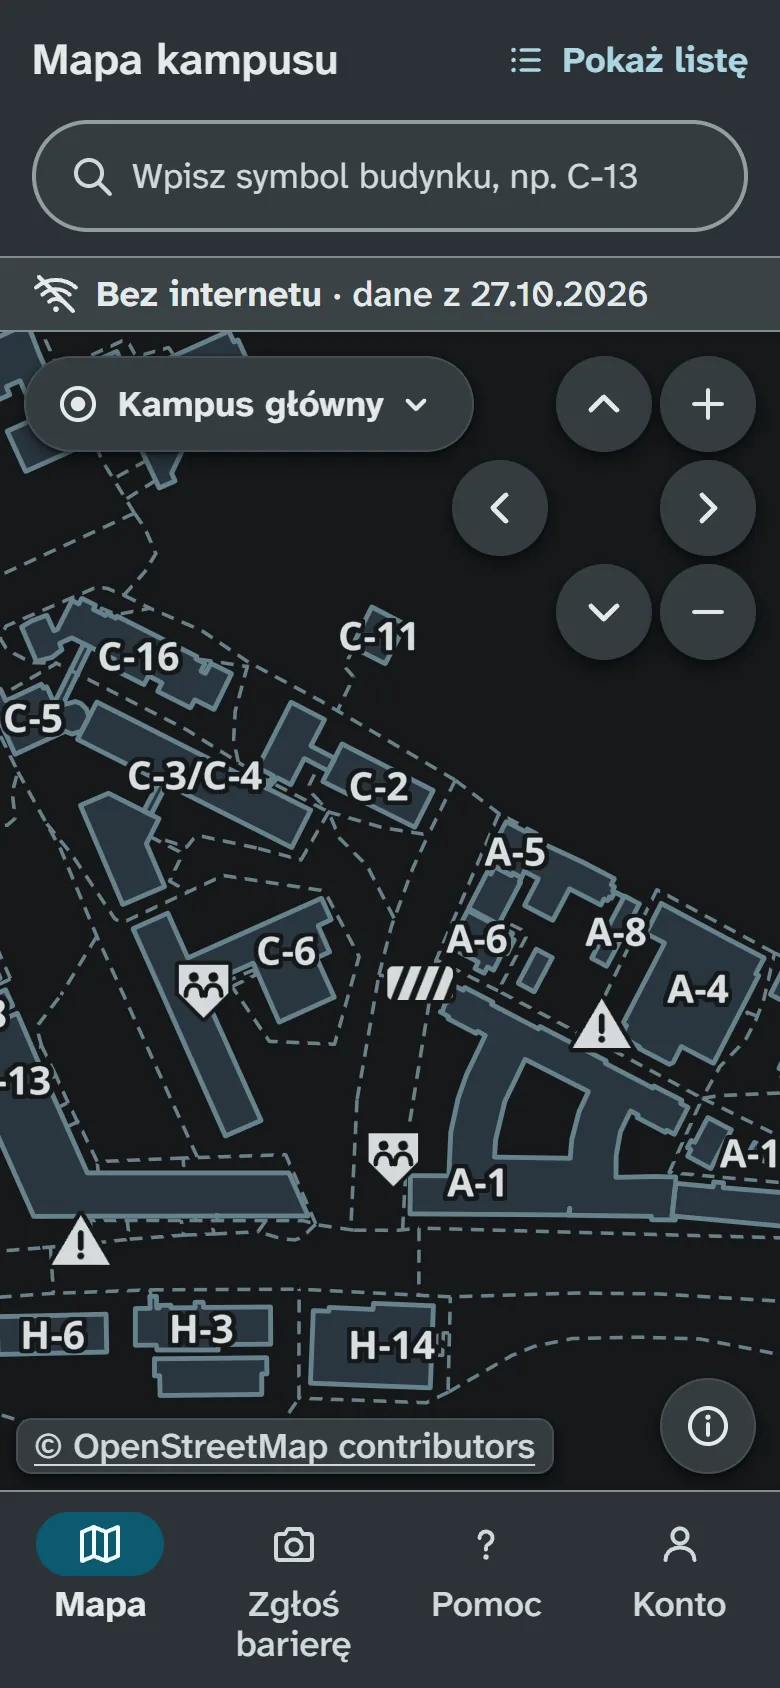 Mapa kampusu
Pokaż listę
Wpisz symbol budynku, np. C-13
Bez internetu · dane z 27.10.2026
Kampus główny
C-11
C-16
C-5
C-3/C-4
C-2
A-5
A-6
A-8
C-6
A-4
-13
A-1
A-1
H-6
H-3
H-14
© OpenStreetMap contributors
Mapa
Zgłoś
barierę
Pomoc
Konto